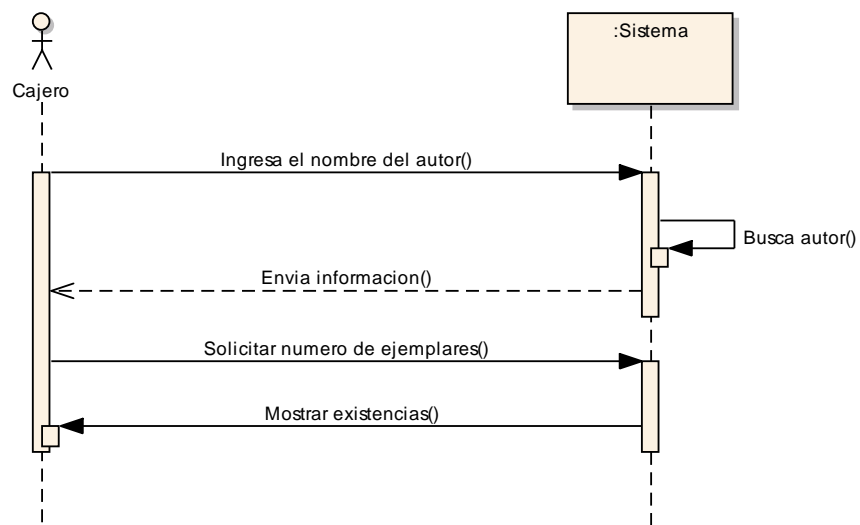 :Sistema
Cajero
Ingresa el nombre del autor()
Busca autor()
Envia informacion()
Solicitar numero de ejemplares()
Mostrar existencias()